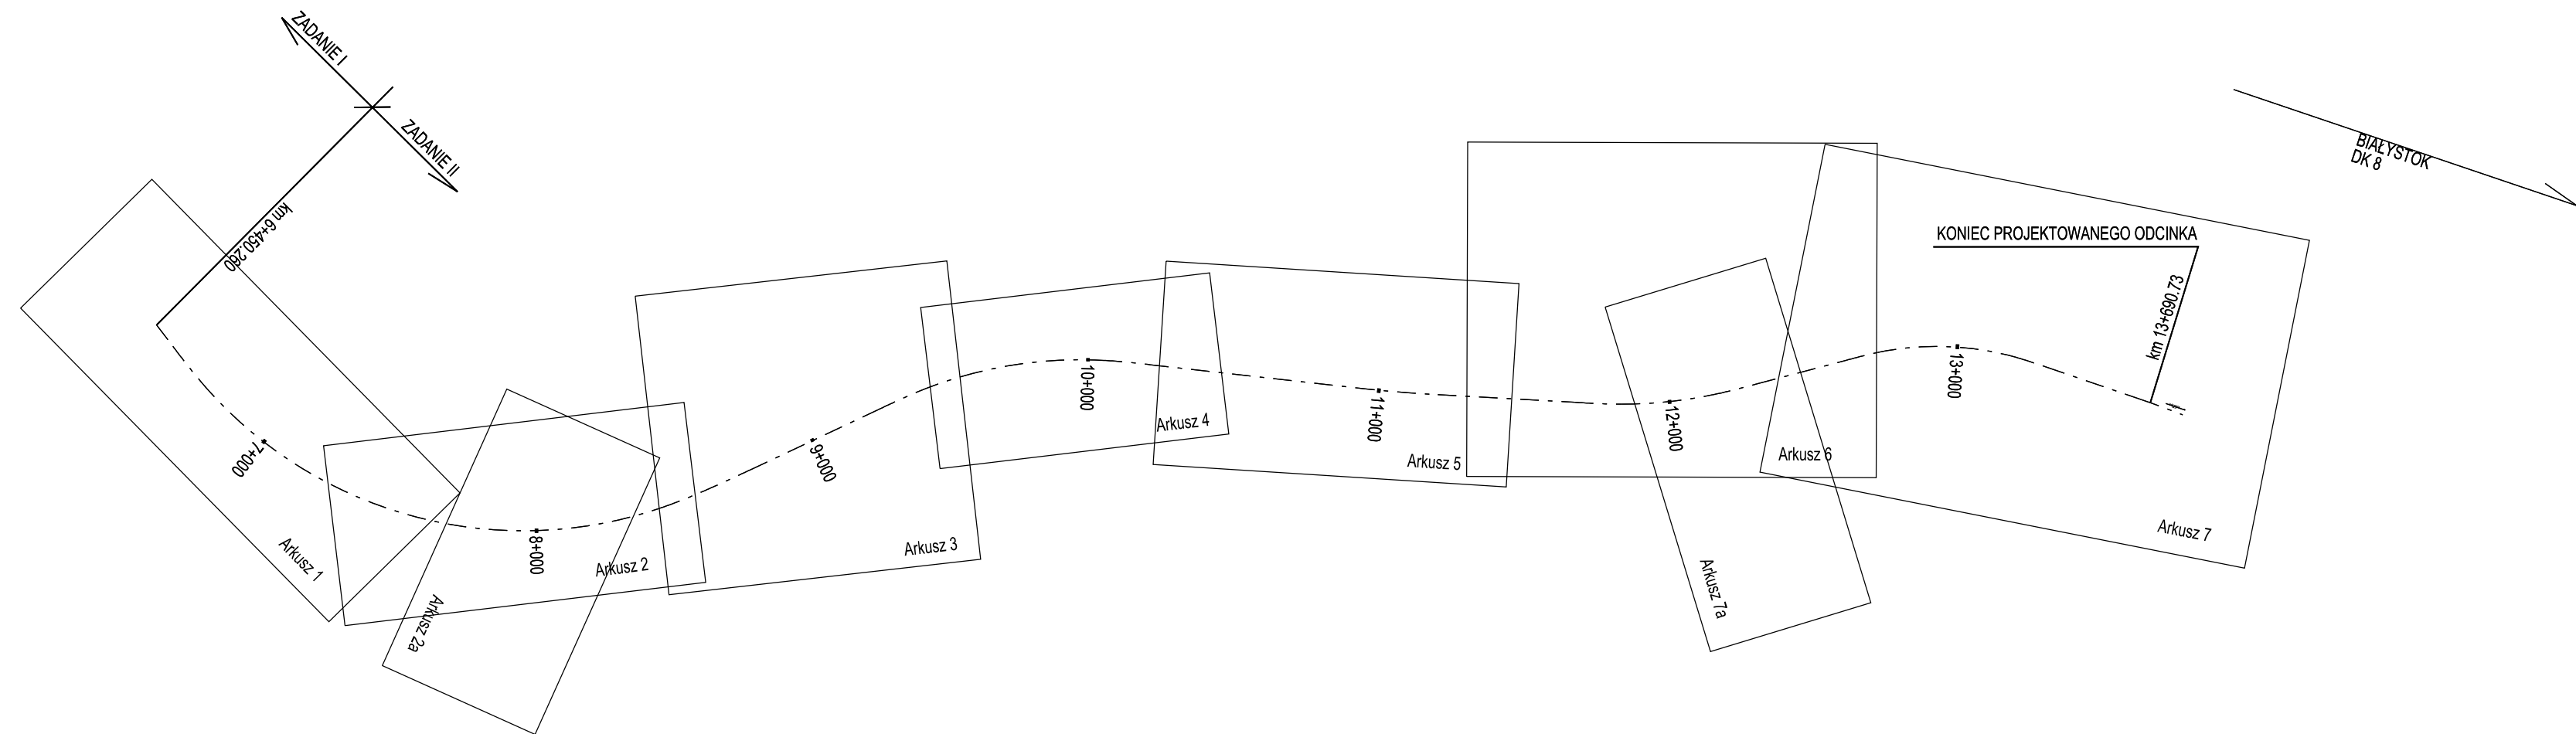 ZADANIE I
ZADANIE II
km 6+450.260
7+000
Arkusz 1
8+000
Arkusz 2
Arkusz 2a
9+000
Arkusz 3
10+000
Arkusz 4
11+000
Arkusz 5
12+000
Arkusz 6
Arkusz 7a
13+000
KONIEC PROJEKTOWANEGO ODCINKA
km 13+690.73
Arkusz 7
BIAŁYSTOK
DK 8